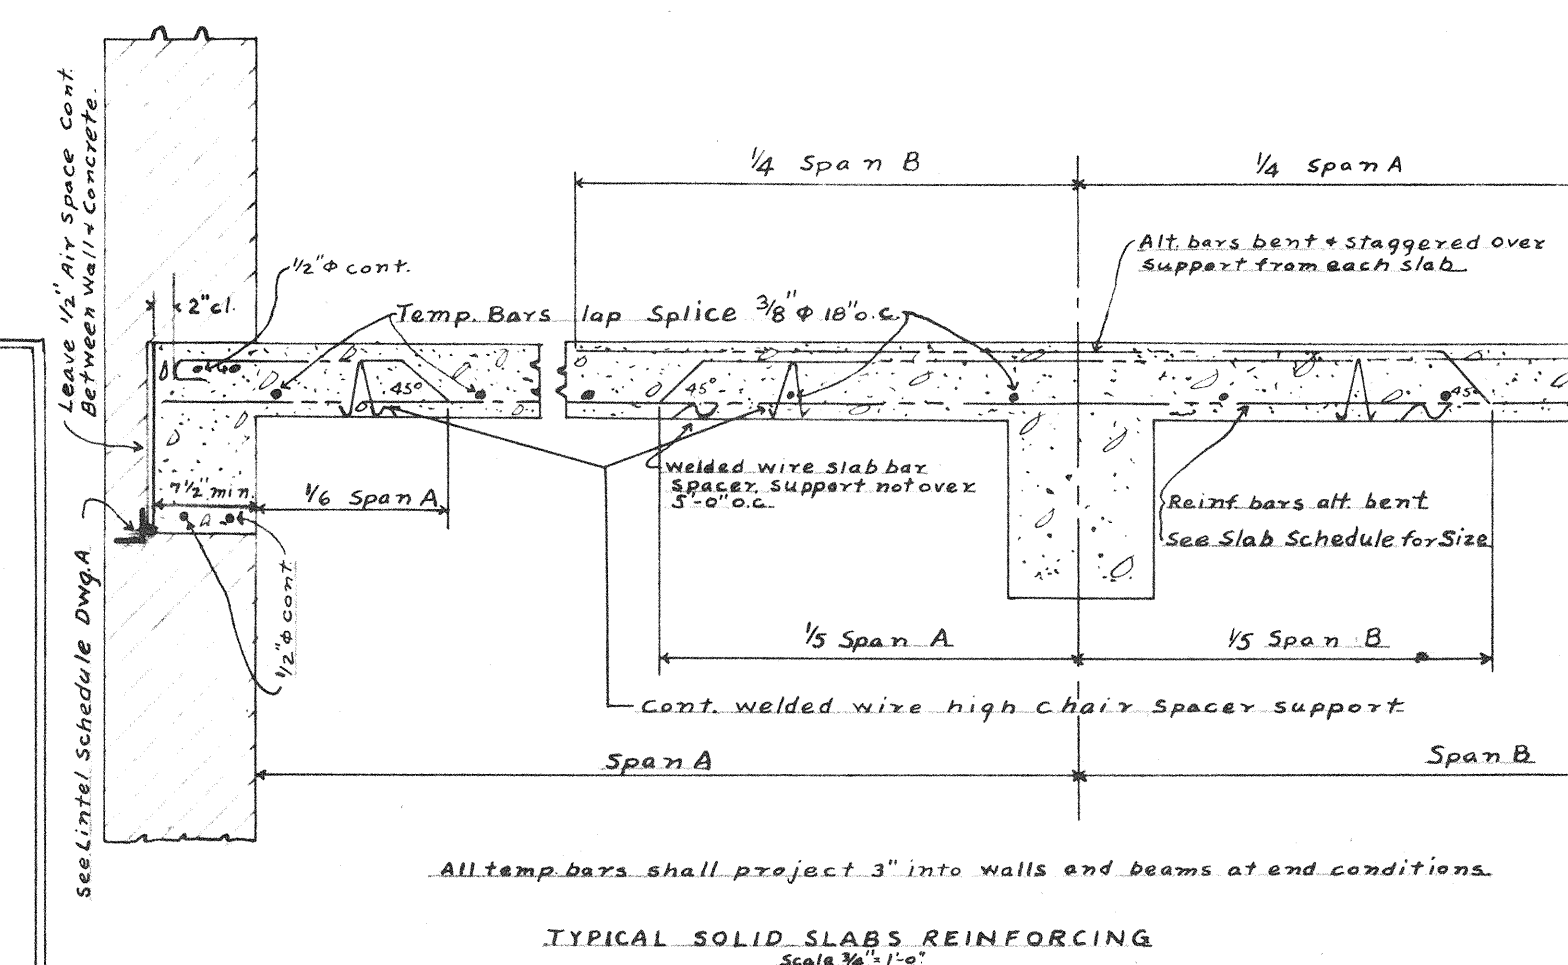 Leave 1/2" Air Space Cont.
Between Wall & Concrete.
1/4 Span B
1/4 Span A
Alt. bars bent & staggered over
support from each slab
1/2"Φ cont.
2"cl.
Temp. Bars lap Splice 3/8"Φ 18"o.c.
45°
45°
45°
Welded wire slab bar
Spacer support not over
5'-0" o.c.
7 1/2" min
1/6 Span A
Reinf. bars alt. bent
See Slab Schedule for Size
1/2"Φ cont.
See Lintel Schedule Dwg. A
1/5 Span A
1/5 Span B
Cont. welded wire high chair Spacer support
Span A
Span B
All temp. bars shall project 3" into walls and beams at end conditions.
TYPICAL SOLID SLABS REINFORCING
Scale 3/4" = 1'-0"